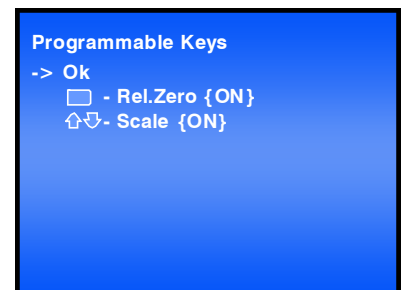 Programmable Keys
-> Ok
- Rel.Zero {ON}
- Scale {ON}